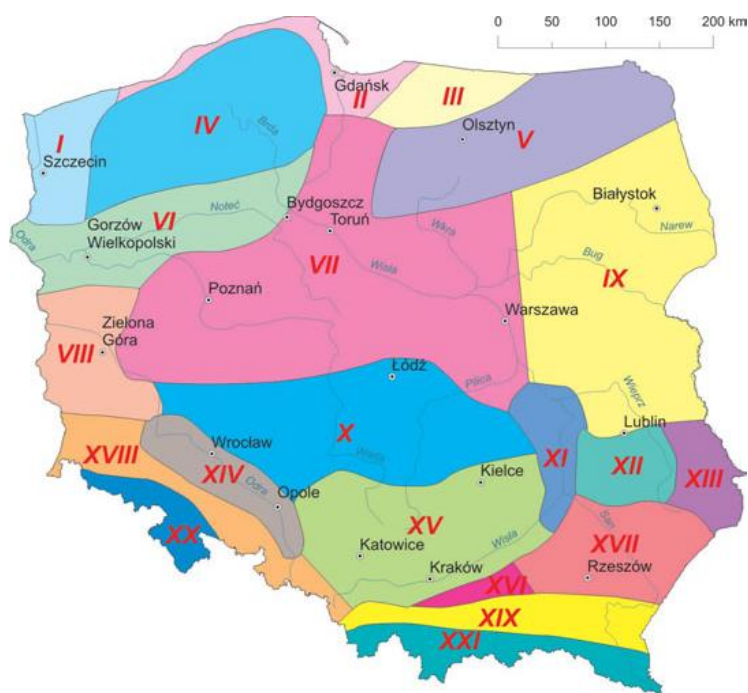 0 50 100 150 200 km
Gdańsk
II
III
I
IV
Brda
Olsztyn
V
Szczecin
Białystok
Narew
Bydgoszcz
Toruń
Gorzów
Wielkopolski
VI
Noteć
Odra
Wkra
Bug
VII
Wisła
IX
Poznań
Warszawa
Zielona
Góra
VIII
Łódź
Pilica
Wieprz
X
Warta
Lublin
Wrocław
XVIII
XIV
Odra
Opole
Kielce
XI
XII
XIII
XX
XV
San
Wisła
XVII
Katowice
Kraków
XVI
Rzeszów
XIX
XXI